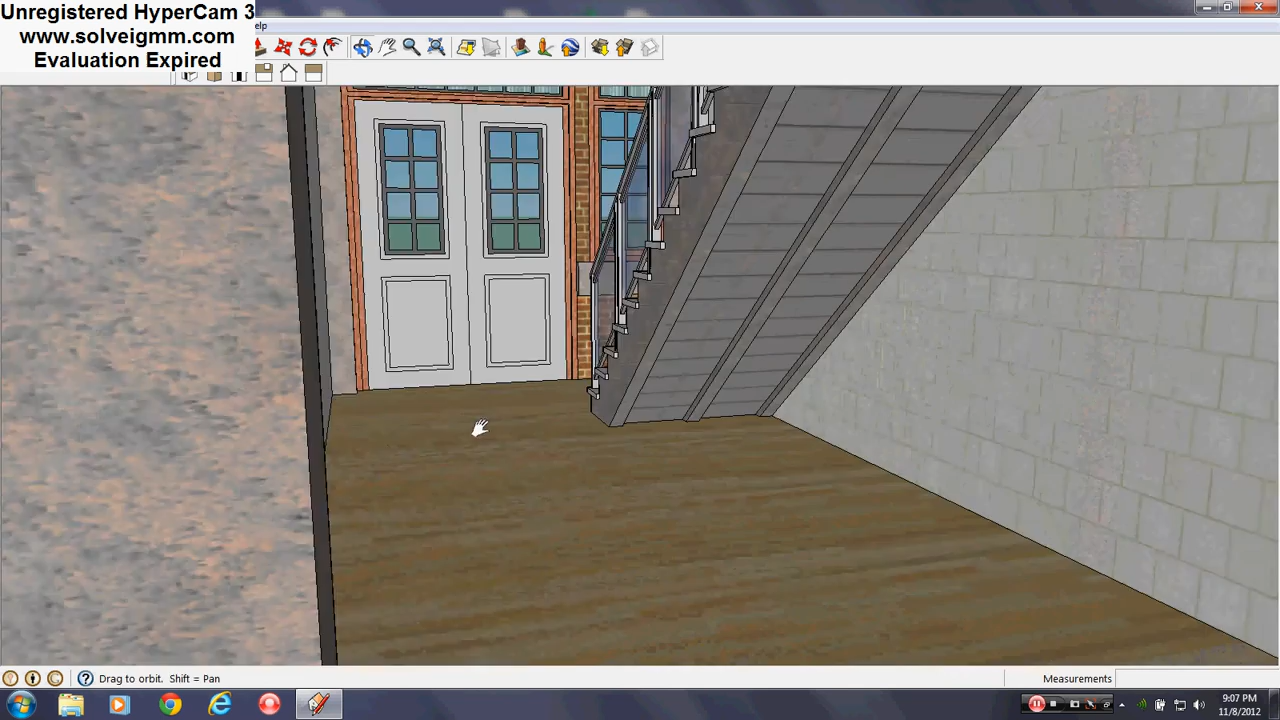 Unregistered HyperCam 3
www.solveigmm.com
Evaluation Expired
elp
Drag to orbit. Shift = Pan
Measurements
9:07 PM
11/8/2012